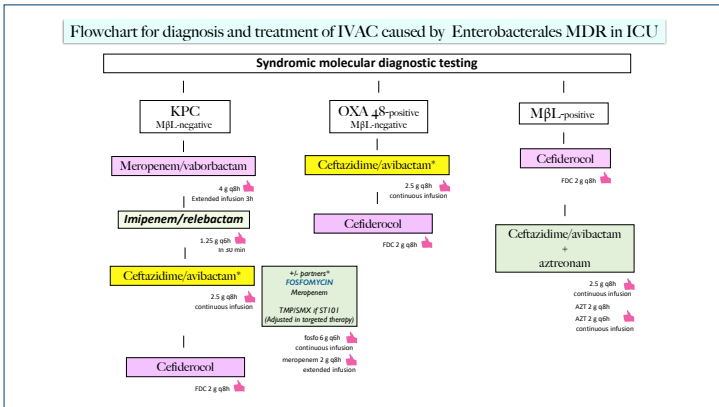 Flowchart for diagnosis and treatment of IVAC caused by Enterobacterales MDR in ICU
Syndromic molecular diagnostic testing
KPC
MβL-negative
Meropenem/vaborbactam
4 g q8h
Extended infusion 3h
Imipenem/relebactam
1.25 g q6h
In 30 min
Ceftazidime/avibactam*
2.5 g q8h
continuous infusion
Cefiderocol
FDC 2 g q8h
+/- partners*
FOSFOMYCIN
Meropenem
TMP/SMX if ST101
(Adjusted in targeted therapy)
fosfo 6 g q6h
continuous infusion
meropenem 2 g q8h
extended infusion
OXA 48-positive
MβL-negative
Ceftazidime/avibactam*
2.5 g q8h
continuous infusion
Cefiderocol
FDC 2 g q8h
MβL-positive
Cefiderocol
FDC 2 g q8h
Ceftazidime/avibactam
+
aztreonam
2.5 g q8h
continuous infusion
AZT 2 g q8h
AZT 2 g q6h
continuous infusion